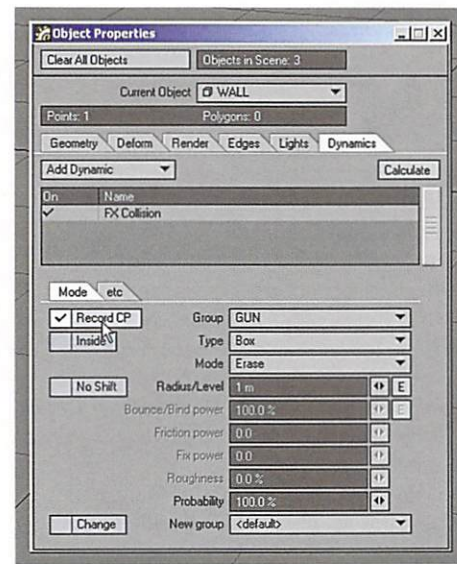 Object Properties
Clear All Objects
Objects in Scene: 3
Current Object WALL
Points: 1 Polygons: 0
Geometry Deform Render Edges Lights Dynamics
Add Dynamic Calculate
On Name
FX Collision
Mode etc
Record CP Group GUN
Inside Type Box
Mode Erase
No Shift Radius/Level 1 m E
Bounce/Bind power 100.0 % E
Friction power 0.0
Fix power 0.0
Roughness 0.0 %
Probability 100.0 %
Change New group <default>